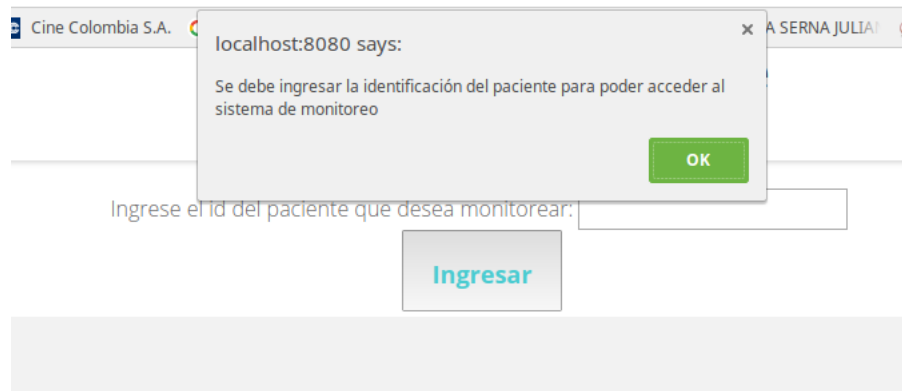 Cine Colombia S.A.
A SERNA JULIAN
localhost:8080 says:
Se debe ingresar la identificación del paciente para poder acceder al
sistema de monitoreo
OK
Ingrese el id del paciente que desea monitorear:
Ingresar